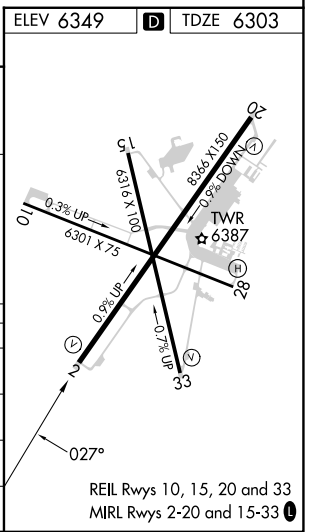 ELEV 6349
D
TDZE 6303
20
15
8366 X150
V
0.9% DOWN
6316 X 100
10
0.3% UP
TWR
6387
6301 X 75
H
28
0.9% UP
V
0.7% UP
V
2
33
027°
REIL Rwys 10, 15, 20 and 33
MIRL Rwys 2-20 and 15-33 L